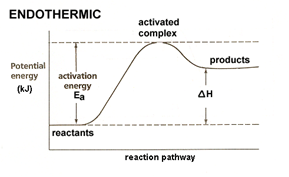 ENDOTHERMIC
activated
complex
products
Potential
energy
(kJ)
activation
energy
Ea
ΔH
reactants
reaction pathway